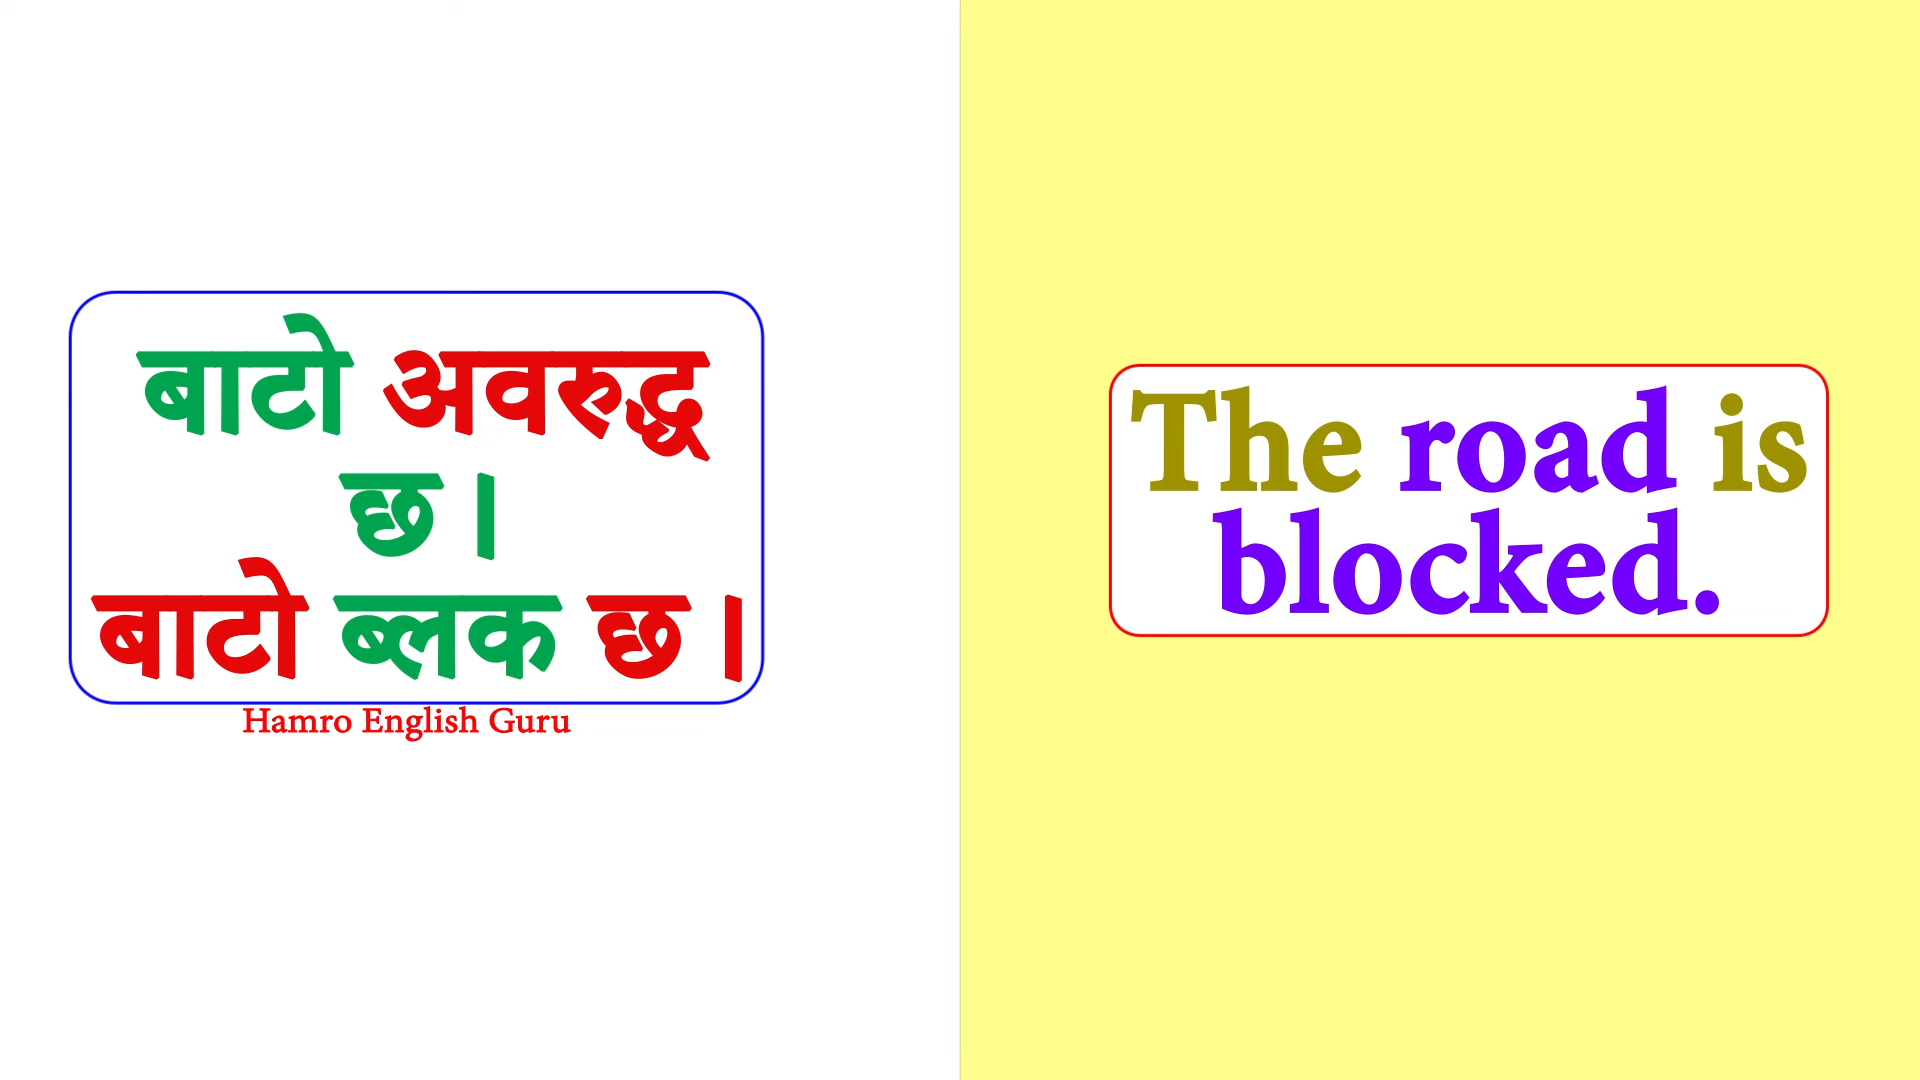 बाटो अवरुद्ध
छ ।
बाटो ब्लक छ ।
Hamro English Guru
The road is
blocked.